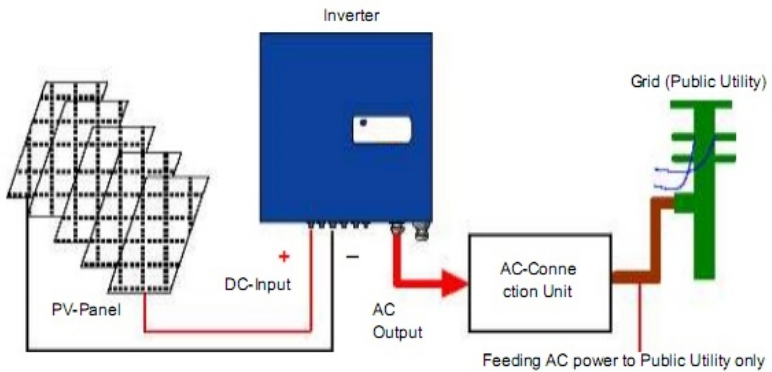 Inverter
Grid (Public Utility)
+
–
DC-Input
PV-Panel
AC
Output
AC-Conne
ction Unit
Feeding AC power to Public Utility only